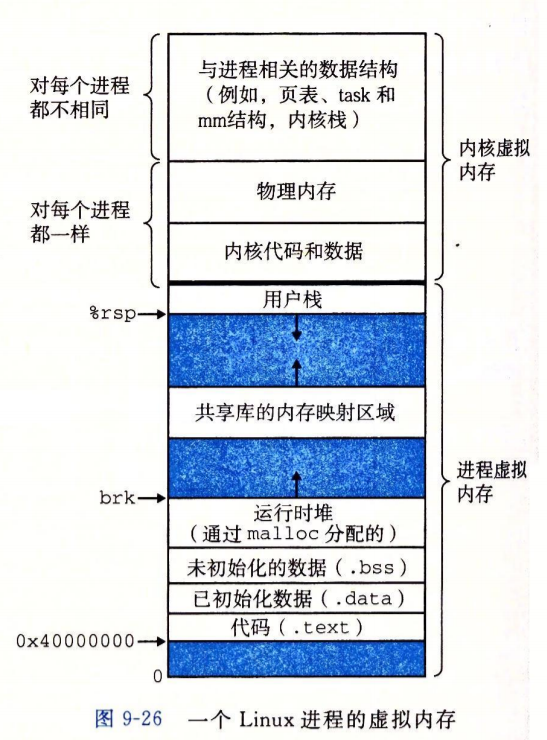 对每个进程
都不相同
与进程相关的数据结构
（例如，页表、task 和
mm结构，内核栈）
内核虚拟
内存
对每个进程
都一样
物理内存
内核代码和数据
用户栈
%rsp
共享库的内存映射区域
进程虚拟
内存
brk
运行时堆
（通过 malloc 分配的）
未初始化的数据（.bss）
已初始化数据（.data）
代码（.text）
0x40000000
0
图 9-26 一个 Linux 进程的虚拟内存